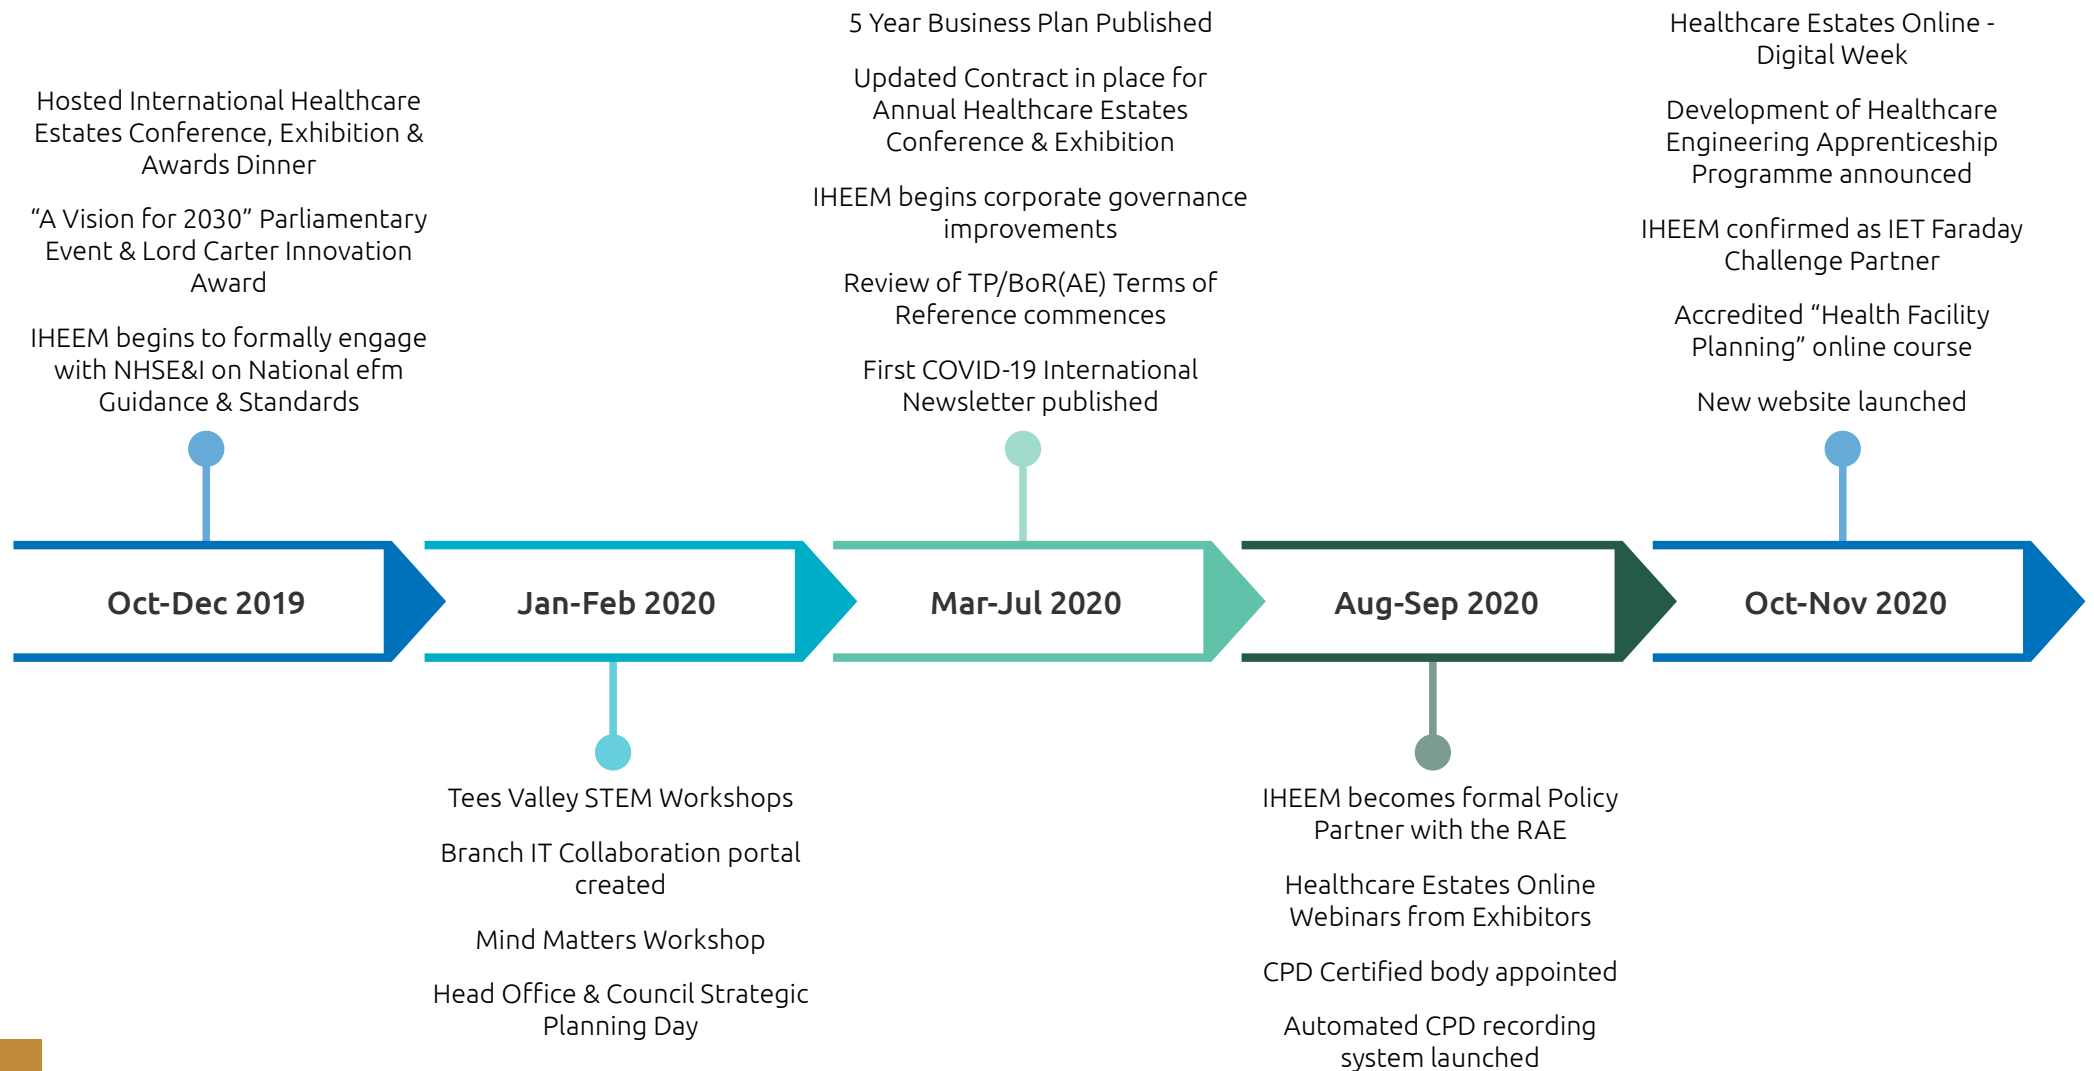 Hosted International Healthcare
Estates Conference, Exhibition &
Awards Dinner
“A Vision for 2030” Parliamentary
Event & Lord Carter Innovation
Award
IHEEM begins to formally engage
with NHSE&I on National efm
Guidance & Standards
5 Year Business Plan Published
Updated Contract in place for
Annual Healthcare Estates
Conference & Exhibition
IHEEM begins corporate governance
improvements
Review of TP/BoR(AE) Terms of
Reference commences
First COVID-19 International
Newsletter published
Healthcare Estates Online -
Digital Week
Development of Healthcare
Engineering Apprenticeship
Programme announced
IHEEM confirmed as IET Faraday
Challenge Partner
Accredited “Health Facility
Planning” online course
New website launched
Oct-Dec 2019
Jan-Feb 2020
Mar-Jul 2020
Aug-Sep 2020
Oct-Nov 2020
Tees Valley STEM Workshops
Branch IT Collaboration portal
created
Mind Matters Workshop
Head Office & Council Strategic
Planning Day
IHEEM becomes formal Policy
Partner with the RAE
Healthcare Estates Online
Webinars from Exhibitors
CPD Certified body appointed
Automated CPD recording
system launched